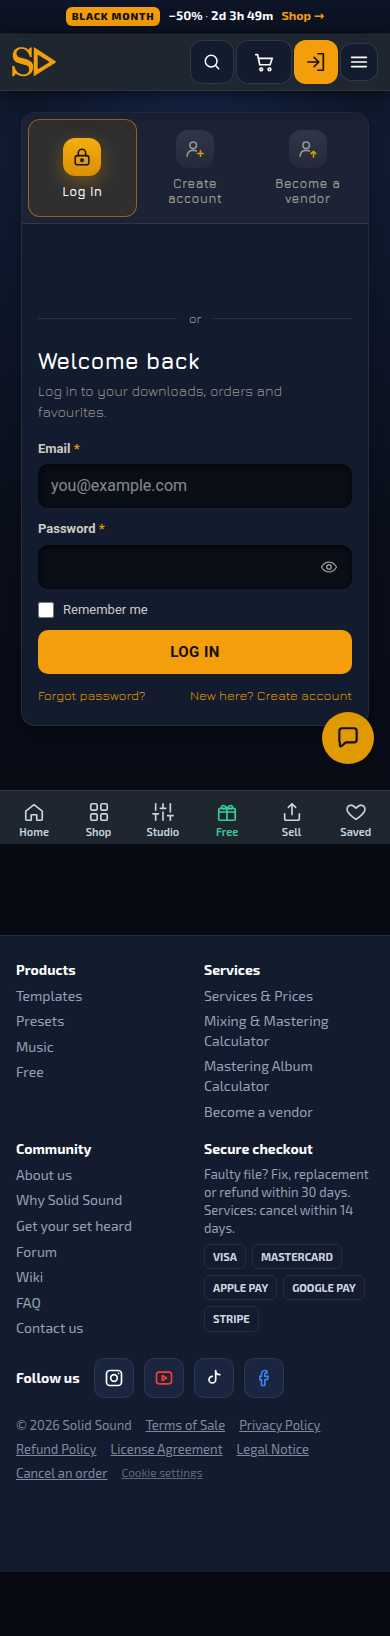 BLACK MONTH −50% · 2d 3h 49m Shop →
SD
Log In
Create account
Become a vendor
or
Welcome back
Log in to your downloads, orders and
favourites.
Email *
you@example.com
Password *
Remember me
LOG IN
Forgot password? New here? Create account
Home Shop Studio Free Sell Saved
Products
Templates
Presets
Music
Free
Services
Services & Prices
Mixing & Mastering
Calculator
Mastering Album
Calculator
Become a vendor
Community
About us
Why Solid Sound
Get your set heard
Forum
Wiki
FAQ
Contact us
Secure checkout
Faulty file? Fix, replacement
or refund within 30 days.
Services: cancel within 14
days.
VISA MASTERCARD
APPLE PAY GOOGLE PAY
STRIPE
Follow us
© 2026 Solid Sound Terms of Sale Privacy Policy
Refund Policy License Agreement Legal Notice
Cancel an order Cookie settings